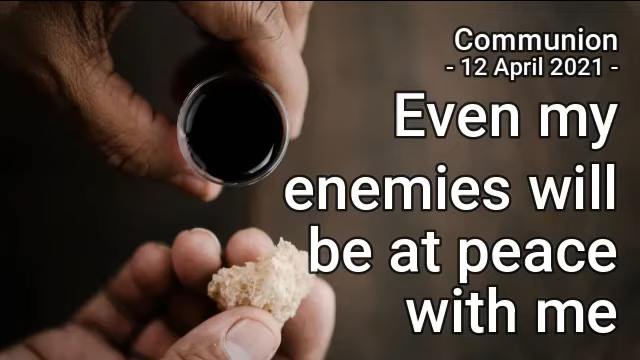 Communion
- 12 April 2021 -
Even my
enemies will
be at peace
with me